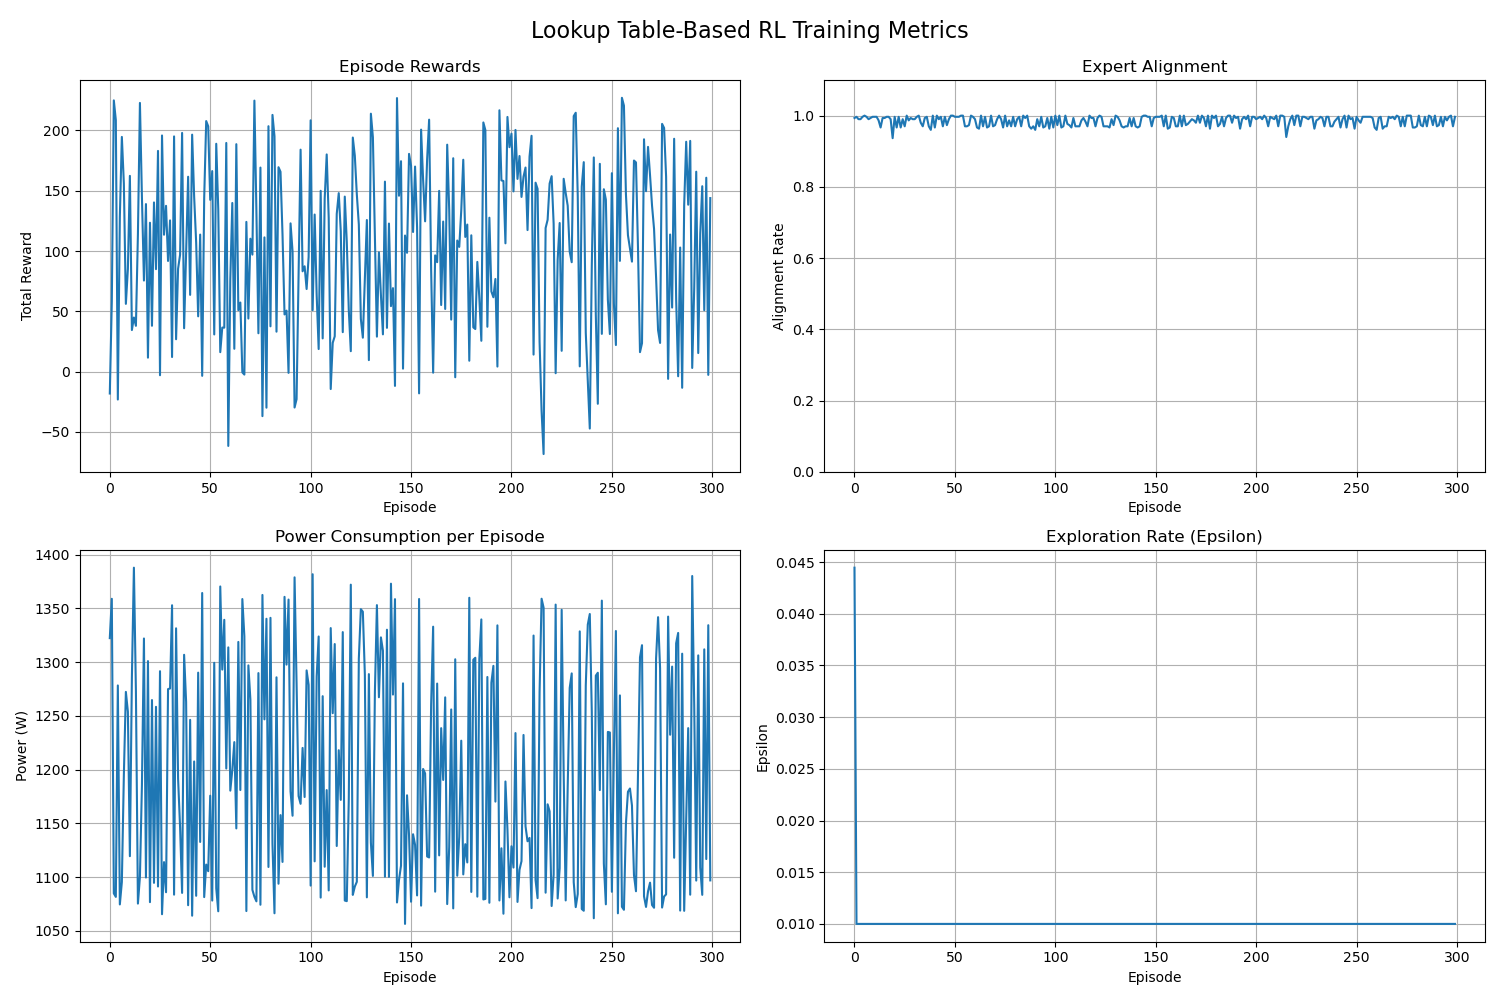 Lookup Table-Based RL Training Metrics
Episode Rewards
Total Reward
200
150
100
50
0
−50
0 50 100 150 200 250 300
Episode
Expert Alignment
Alignment Rate
1.0
0.8
0.6
0.4
0.2
0.0
0 50 100 150 200 250 300
Episode
Power Consumption per Episode
Power (W)
1400
1350
1300
1250
1200
1150
1100
1050
0 50 100 150 200 250 300
Episode
Exploration Rate (Epsilon)
Epsilon
0.045
0.040
0.035
0.030
0.025
0.020
0.015
0.010
0 50 100 150 200 250 300
Episode